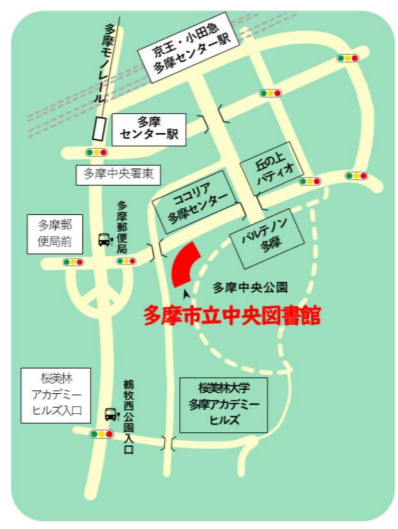 京王・小田急
多摩センター駅
多摩モノレール
多摩
センター駅
多摩中央署東
丘の上
パティオ
ココリア
多摩センター
多摩郵
便局前
多摩郵便局
パルテノン
多摩
多摩中央公園
多摩市立中央図書館
桜美林
アカデミー
ヒルズ入口
鶴牧西公園入口
桜美林大学
多摩アカデミー
ヒルズ